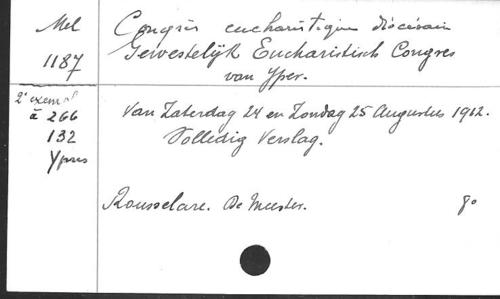 Mel
1187
Congrès eucharistique diocésain
Gewestelijk Eucharistisch Congres
van Yper.
2e exempl
à 266
132
Ypres
Van Zaterdag 24 en Zondag 25 Augustus 1912.
Volledig Verslag.
Rousselare. De Meester. 8o